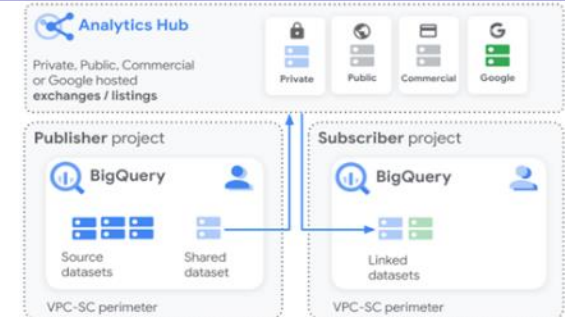 Analytics Hub
Private, Public, Commercial
or Google hosted
exchanges / listings
Private
Public
Commercial
G
Google
Publisher project
BigQuery
Source
datasets
Shared
dataset
VPC-SC perimeter
Subscriber project
BigQuery
Linked
datasets
VPC-SC perimeter